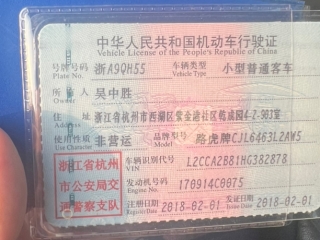 中华人民共和国机动车行驶证
Vehicle License of the People's Republic of China
号牌号码 浙A9QH55 车辆类型 小型普通客车
Plate No. Vehicle Type
所有人 吴中胜
Owner
住址 浙江省杭州市西湖区紫金港社区鹤成园4-2-903室
Address
使用性质 非营运 品牌型号 路虎牌CJL6463L2AW5
Use Character Model
浙江省杭州 车辆识别代号 L2CCA2B81HG382878
VIN
市公安局交 发动机号码 170914C0075
Engine No.
通警察支队 注册日期 2018-02-01 发证日期 2018-02-01
Register Date Issue Date